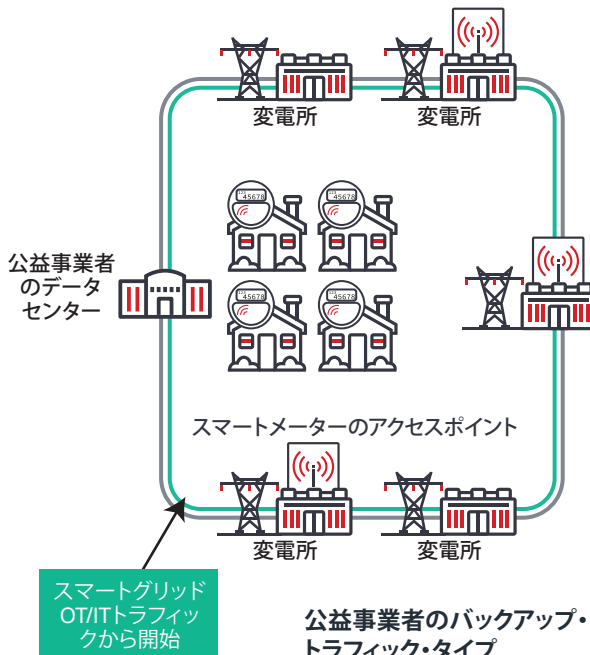 変電所
変電所
123
45678
123
45678
公益事業者
のデータ
センター
123
45678
123
45678
スマートメーターのアクセスポイント
変電所
変電所
スマートグリッド
OT/ITトラフィッ
クから開始
公益事業者のバックアップ・
トラフィック・タイプ